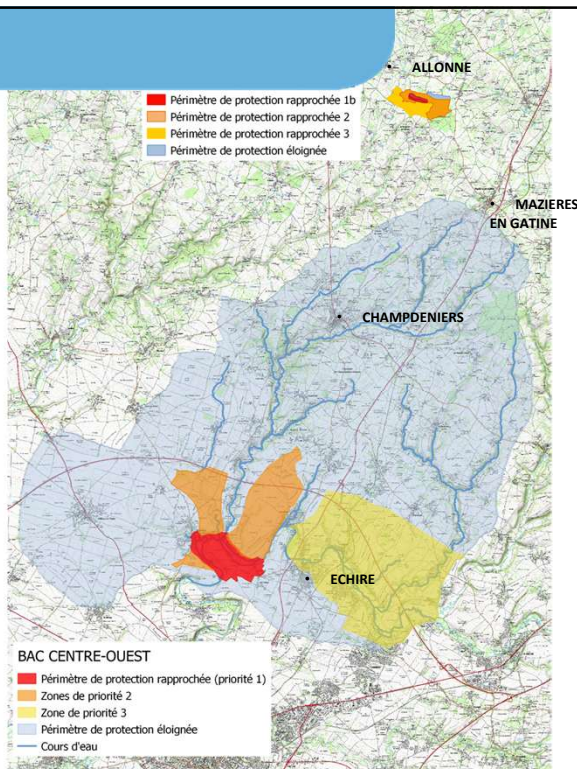 ALLONNE
Périmètre de protection rapprochée 1b
Périmètre de protection rapprochée 2
Périmètre de protection rapprochée 3
Périmètre de protection éloignée
MAZIERES
EN GATINE
CHAMPDENIERS
ECHIRE
BAC CENTRE-OUEST
Périmètre de protection rapprochée (priorité 1)
Zones de priorité 2
Zone de priorité 3
Périmètre de protection éloignée
Cours d'eau